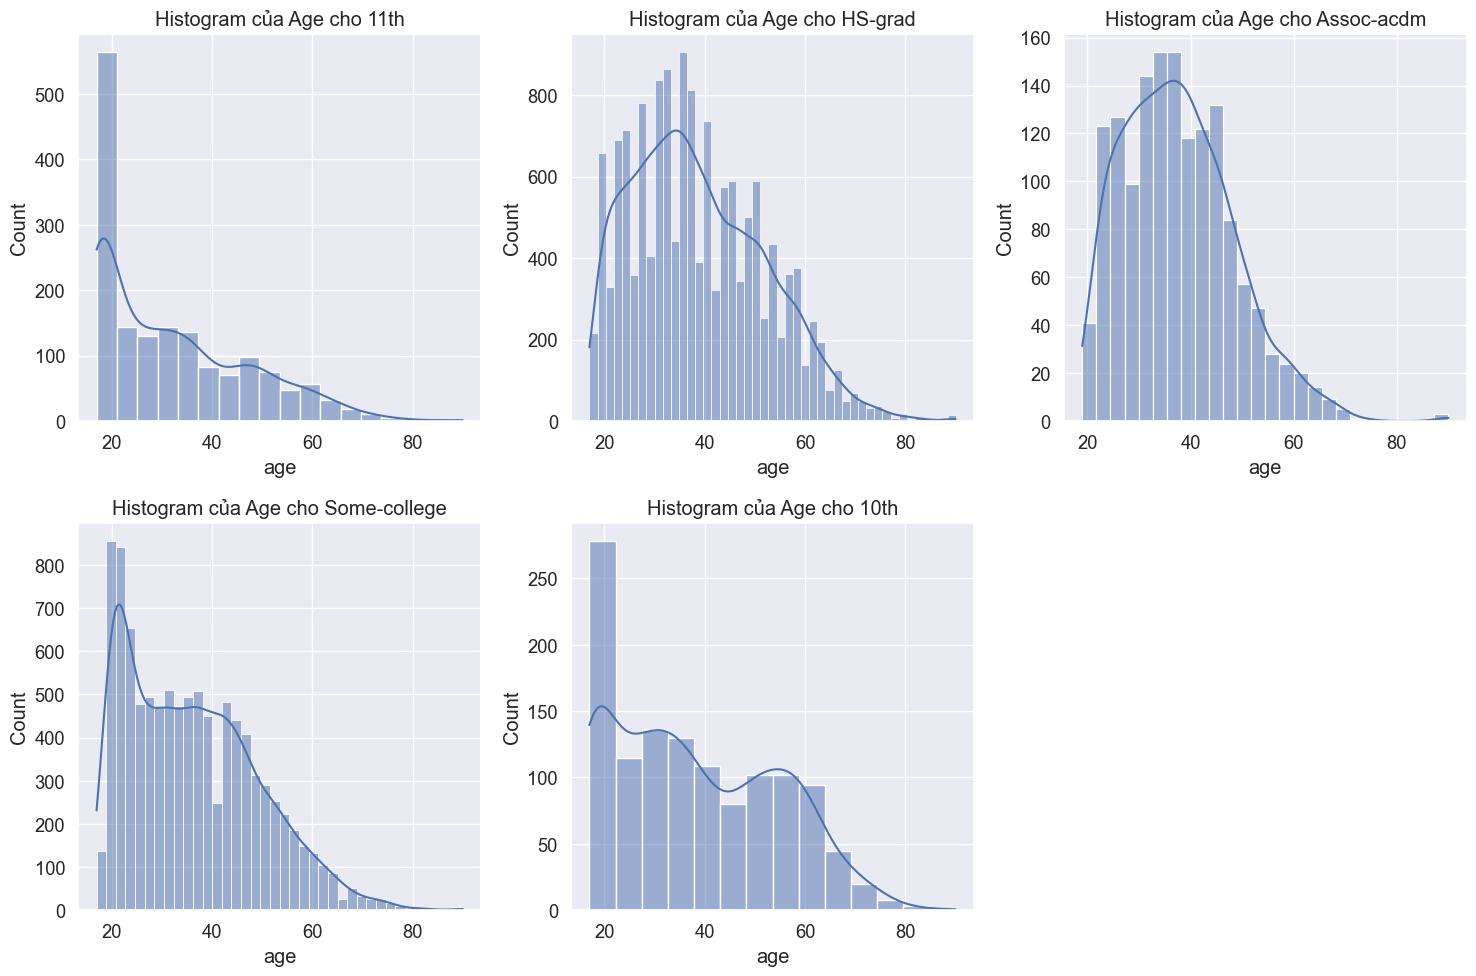 Histogram của Age cho 11th
Count
500
400
300
200
100
0
20 40 60 80
age
Histogram của Age cho HS-grad
Count
800
600
400
200
0
20 40 60 80
age
Histogram của Age cho Assoc-acdm
Count
160
140
120
100
80
60
40
20
0
20 40 60 80
age
Histogram của Age cho Some-college
Count
800
700
600
500
400
300
200
100
0
20 40 60 80
age
Histogram của Age cho 10th
Count
250
200
150
100
50
0
20 40 60 80
age